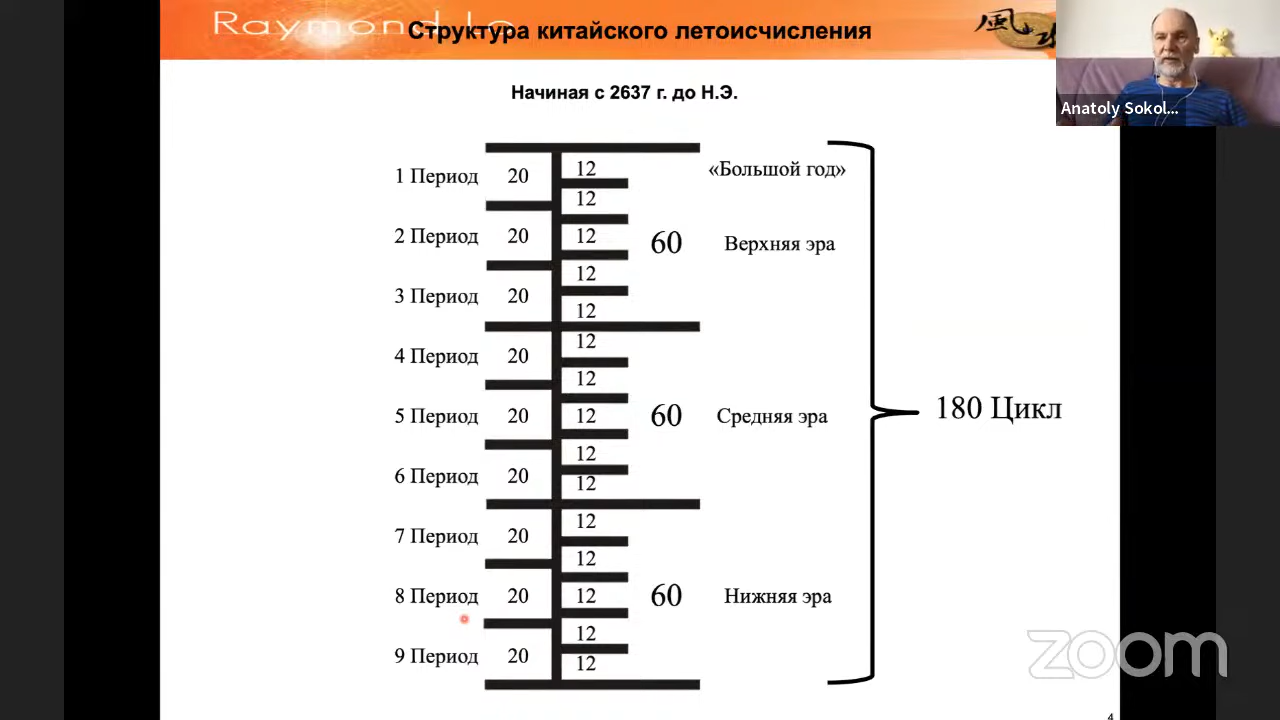 Raymond Lo
Структура китайского летоисчисления
風水
Anatoly Sokol...
Начиная с 2637 г. до Н.Э.
1 Период 20 12 «Большой год»
12
2 Период 20 12 60 Верхняя эра
12
3 Период 20 12
12
4 Период 20
12
5 Период 20 12 60 Средняя эра 180 Цикл
12
6 Период 20 12
12
7 Период 20
12
8 Период 20 12 60 Нижняя эра
12
9 Период 20 12
zoom
4